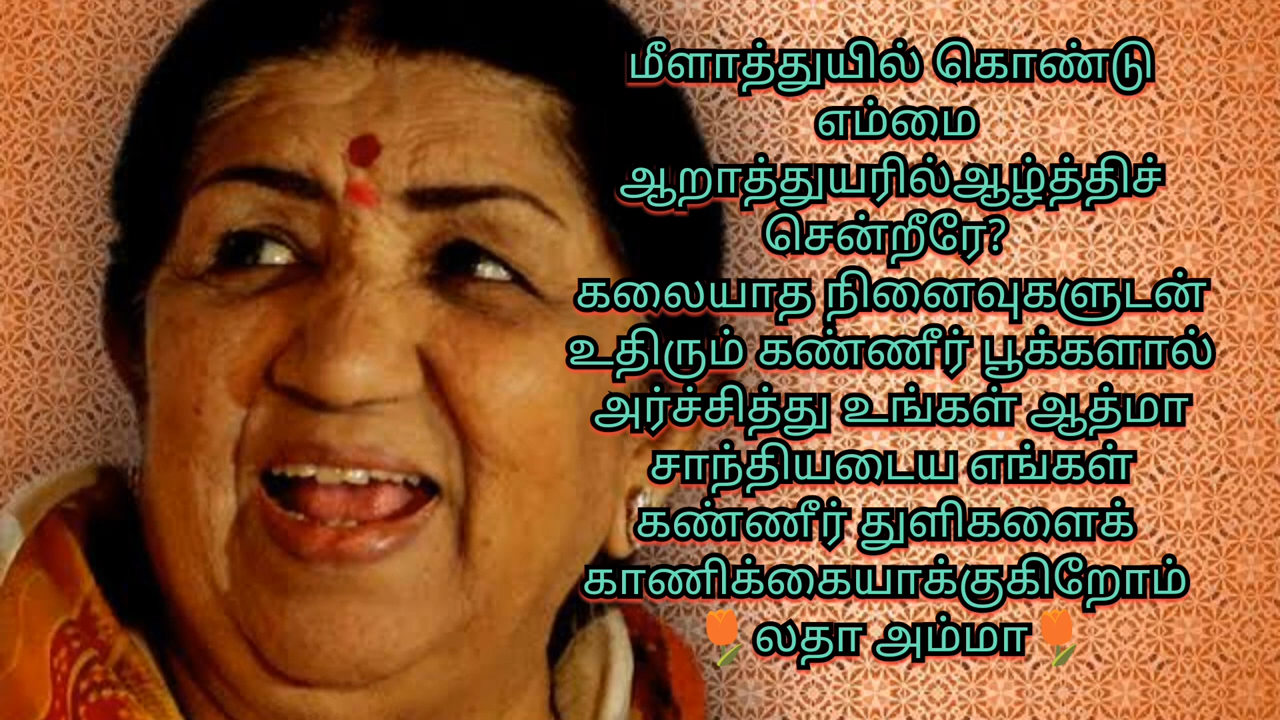 மீளாத்துயில் கொண்டு
எம்மை
ஆறாத்துயரில்ஆழ்த்திச்
சென்றீரே?
கலையாத நினைவுகளுடன்
உதிரும் கண்ணீர் பூக்களால்
அர்ச்சித்து உங்கள் ஆத்மா
சாந்தியடைய எங்கள்
கண்ணீர் துளிகளைக்
காணிக்கையாக்குகிறோம்
🌷லதா அம்மா🌷